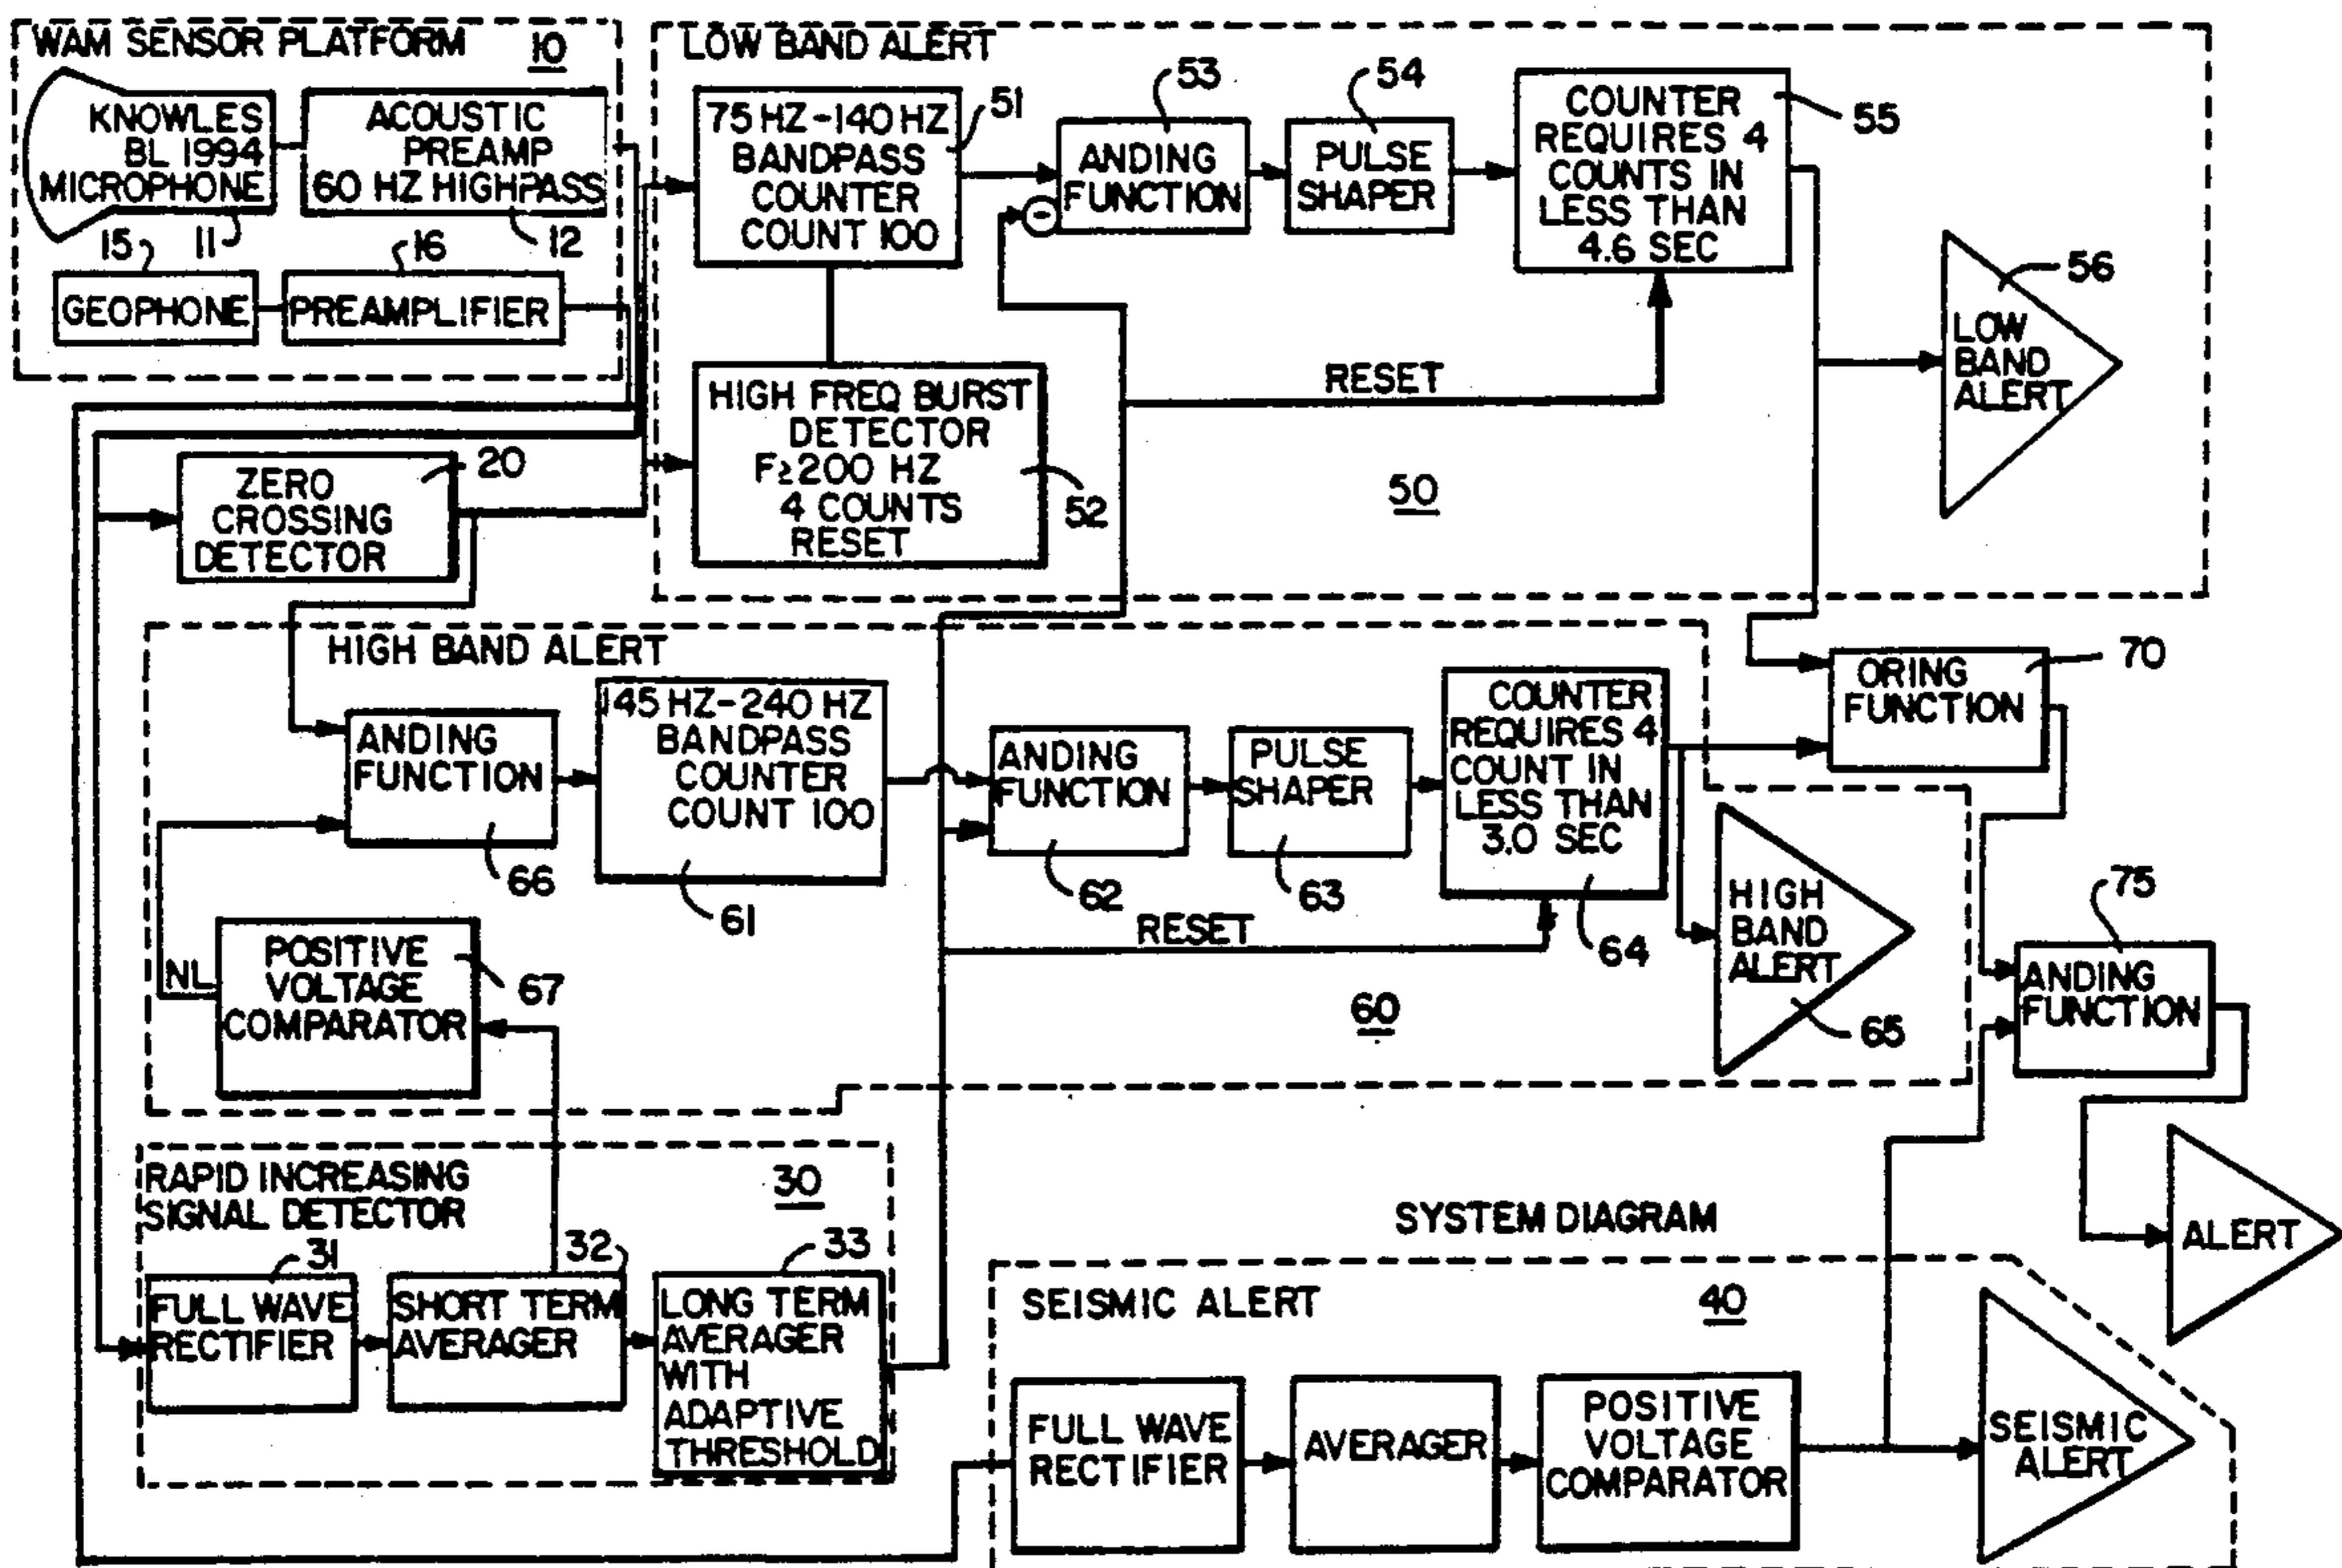 WAM SENSOR PLATFORM 10
KNOWLES
BL 1994
MICROPHONE
11
ACOUSTIC
PREAMP
60 HZ HIGHPASS
12
15
GEOPHONE
16
PREAMPLIFIER
LOW BAND ALERT
75 HZ-140 HZ
BANDPASS
COUNTER
COUNT 100
51
53
ANDING
FUNCTION
-
54
PULSE
SHAPER
COUNTER
REQUIRES 4
COUNTS IN
LESS THAN
4.6 SEC
55
56
LOW
BAND
ALERT
HIGH FREQ BURST
DETECTOR
F≥200 HZ
4 COUNTS
RESET
52
RESET
50
ZERO
CROSSING
DETECTOR
20
HIGH BAND ALERT
ANDING
FUNCTION
66
145 HZ-240 HZ
BANDPASS
COUNTER
COUNT 100
61
ANDING
FUNCTION
62
PULSE
SHAPER
63
COUNTER
REQUIRES 4
COUNT IN
LESS THAN
3.0 SEC
64
HIGH
BAND
ALERT
65
RESET
60
NL
POSITIVE
VOLTAGE
COMPARATOR
67
ORING
FUNCTION
70
75
ANDING
FUNCTION
ALERT
RAPID INCREASING
SIGNAL DETECTOR
30
31
FULL WAVE
RECTIFIER
32
SHORT TERM
AVERAGER
33
LONG TERM
AVERAGER
WITH
ADAPTIVE
THRESHOLD
SYSTEM DIAGRAM
SEISMIC ALERT
40
FULL WAVE
RECTIFIER
AVERAGER
POSITIVE
VOLTAGE
COMPARATOR
SEISMIC
ALERT